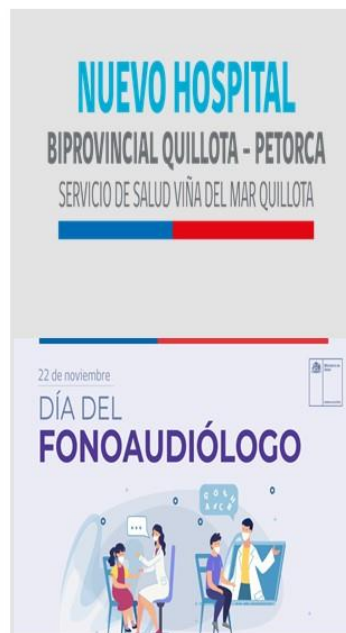 NUEVO HOSPITAL
BIPROVINCIAL QUILLOTA – PETORCA
SERVICIO DE SALUD VIÑA DEL MAR QUILLOTA
22 de noviembre
DÍA DEL
FONOAUDIÓLOGO